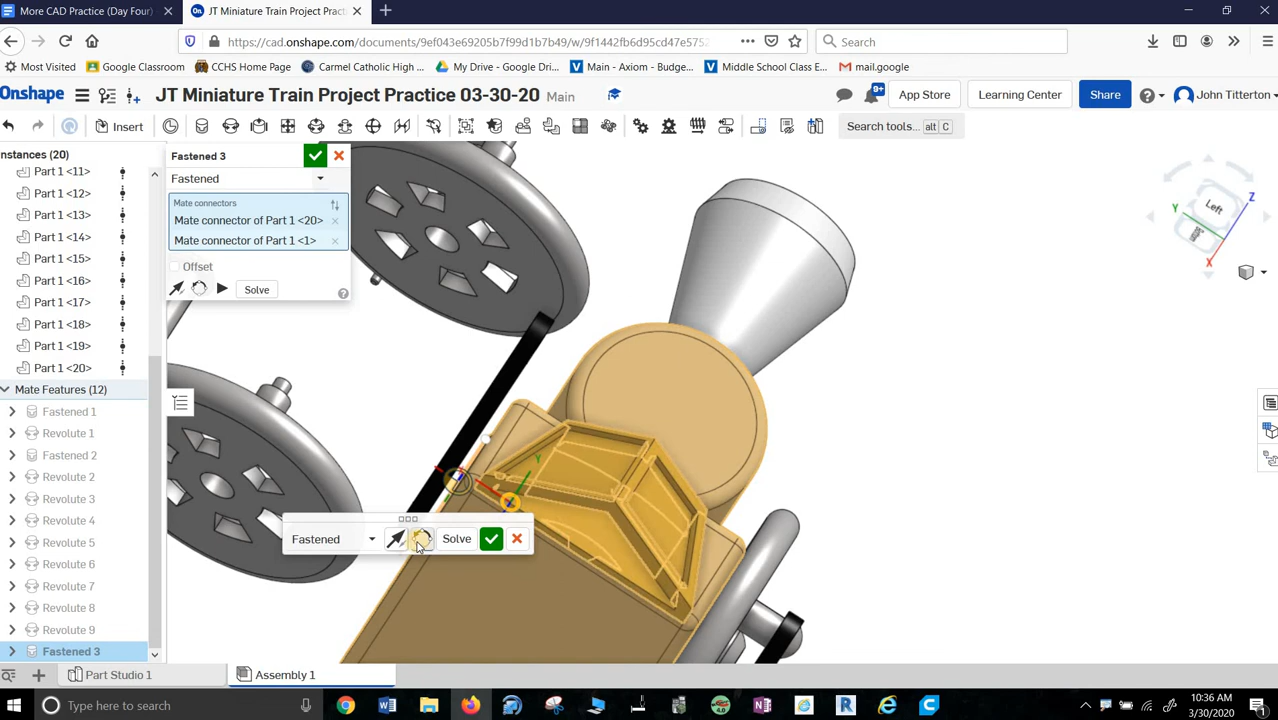 More CAD Practice (Day Four)
JT Miniature Train Project Pract
https://cad.onshape.com/documents/9ef043e69205b7f99d1b7b49/w/9f1442fb6d95cd47e5752
Search
Most Visited
Google Classroom
CCHS Home Page
Carmel Catholic High ...
My Drive - Google Dri...
Main - Axiom - Budge...
Middle School Class E...
mail.google
Onshape
JT Miniature Train Project Practice 03-30-20
Main
9+
App Store
Learning Center
Share
John Titterton
Insert
Search tools...
alt
C
nstances (20)
Part 1 <11>
Part 1 <12>
Part 1 <13>
Part 1 <14>
Part 1 <15>
Part 1 <16>
Part 1 <17>
Part 1 <18>
Part 1 <19>
Part 1 <20>
Mate Features (12)
Fastened 1
Revolute 1
Fastened 2
Revolute 2
Revolute 3
Revolute 4
Revolute 5
Revolute 6
Revolute 7
Revolute 8
Revolute 9
Fastened 3
Fastened 3
Fastened
Mate connectors
Mate connector of Part 1 <20>
Mate connector of Part 1 <1>
Offset
Solve
Y
Left
Z
X
Y
Fastened
Solve
Part Studio 1
Assembly 1
Type here to search
10:36 AM
3/30/2020